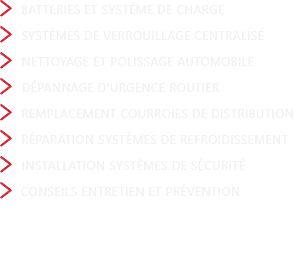 BATTERIES ET SYSTÈME DE CHARGE
SYSTÈMES DE VERROUILLAGE CENTRALISÉ
NETTOYAGE ET POLISSAGE AUTOMOBILE
DÉPANNAGE D'URGENCE ROUTIER
REMPLACEMENT COURROIES DE DISTRIBUTION
RÉPARATION SYSTÈMES DE REFROIDISSEMENT
INSTALLATION SYSTÈMES DE SÉCURITÉ
CONSEILS ENTRETIEN ET PRÉVENTION